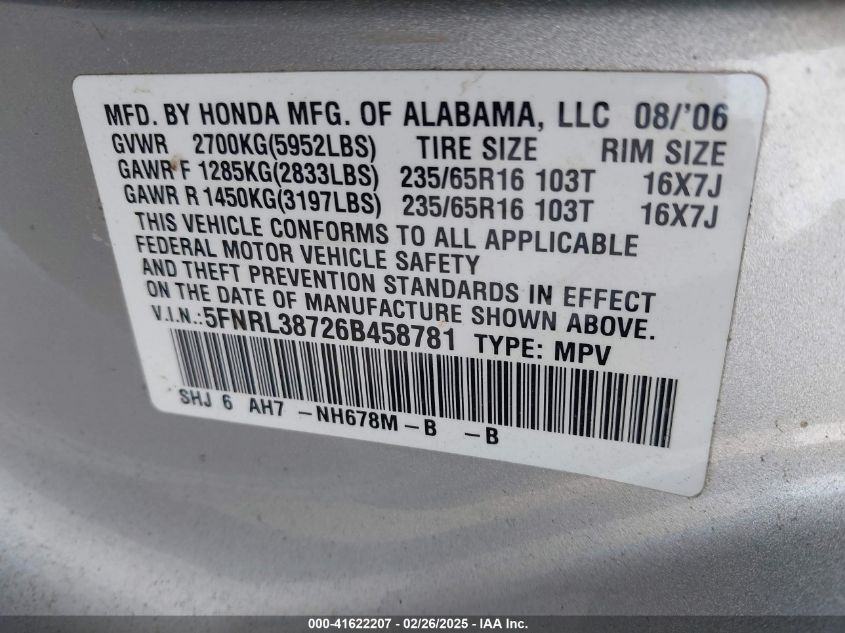 MFD. BY HONDA MFG. OF ALABAMA, LLC 08/'06
GVWR 2700KG(5952LBS) TIRE SIZE RIM SIZE
GAWR F 1285KG(2833LBS) 235/65R16 103T 16X7J
GAWR R 1450KG(3197LBS) 235/65R16 103T 16X7J
THIS VEHICLE CONFORMS TO ALL APPLICABLE
FEDERAL MOTOR VEHICLE SAFETY
AND THEFT PREVENTION STANDARDS IN EFFECT
ON THE DATE OF MANUFACTURE SHOWN ABOVE.
V.I.N.:5FNRL38726B458781 TYPE: MPV
SHJ 6 AH7 -NH678M-B -B
000-41622207 - 02/26/2025 - IAA Inc.